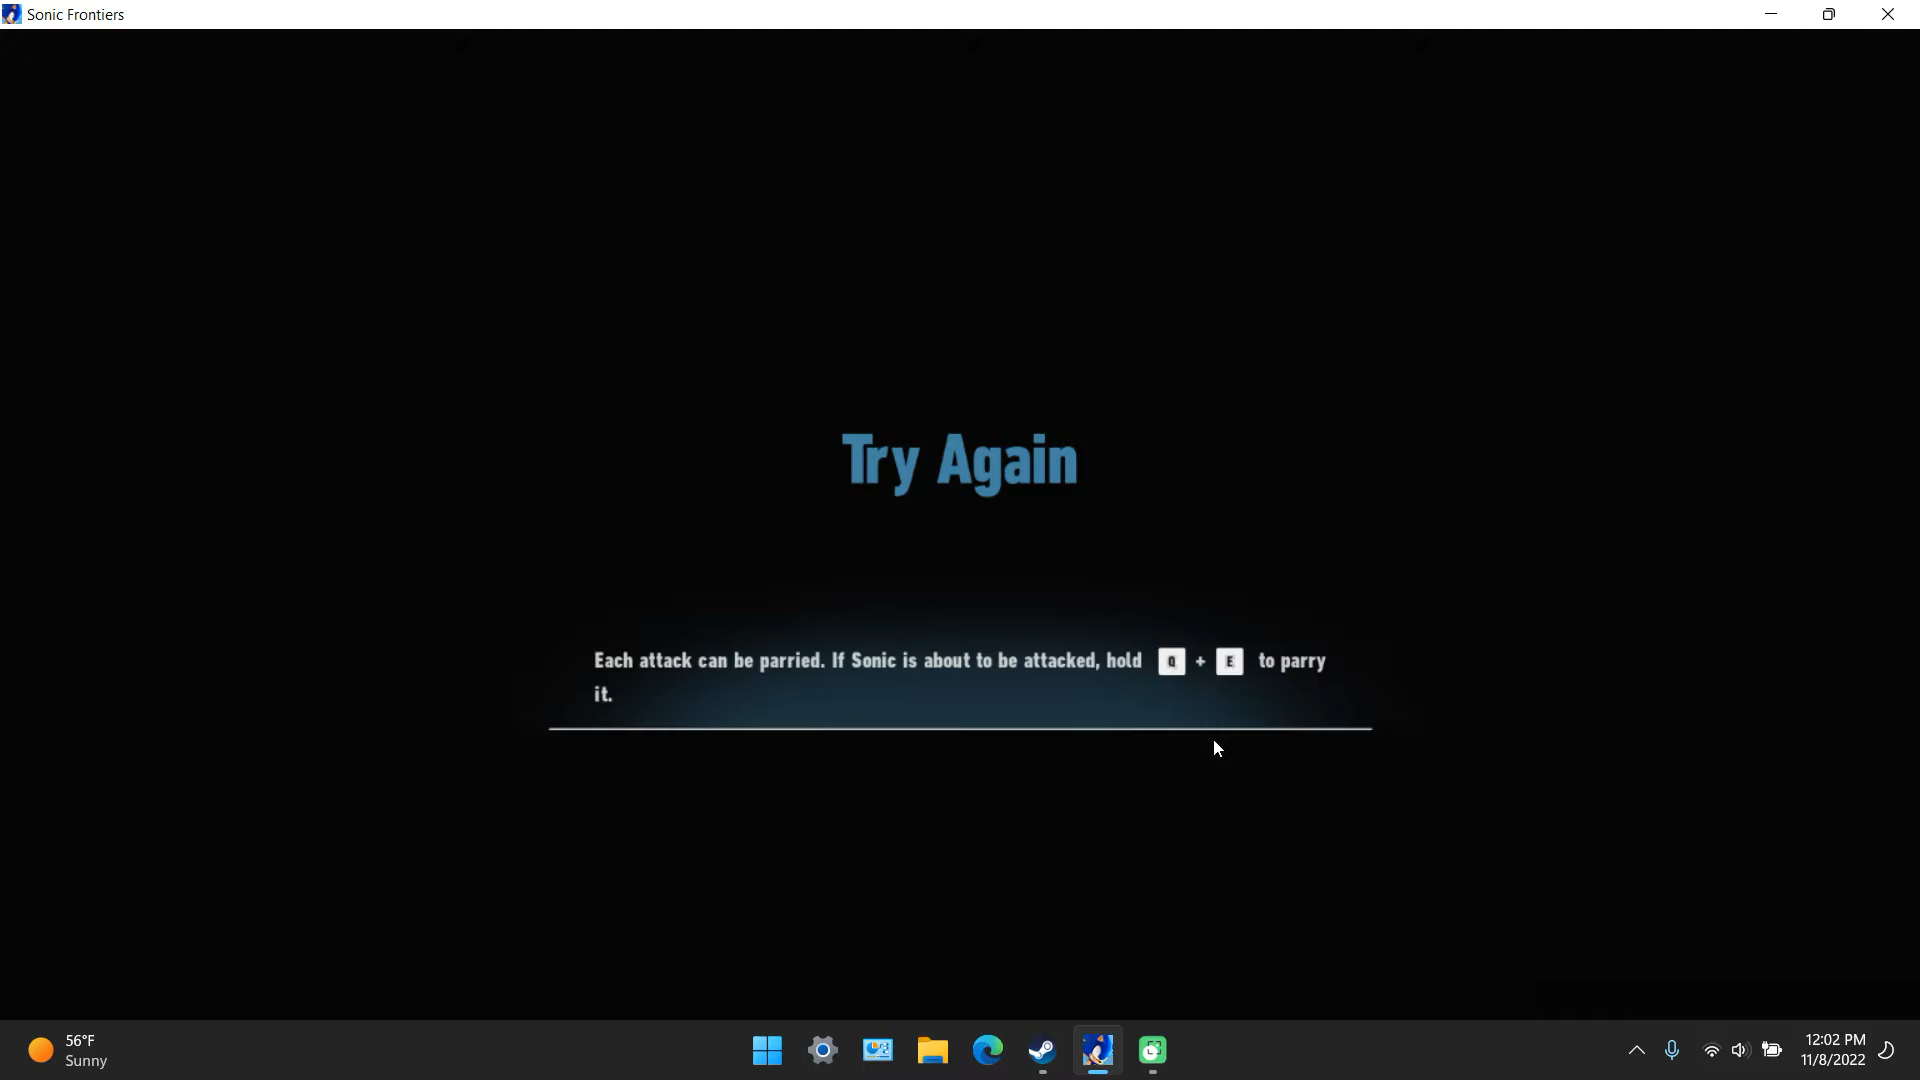 Sonic Frontiers
Try Again
Each attack can be parried. If Sonic is about to be attacked, hold Q + E to parry
it.
56°F
Sunny
12:02 PM
11/8/2022